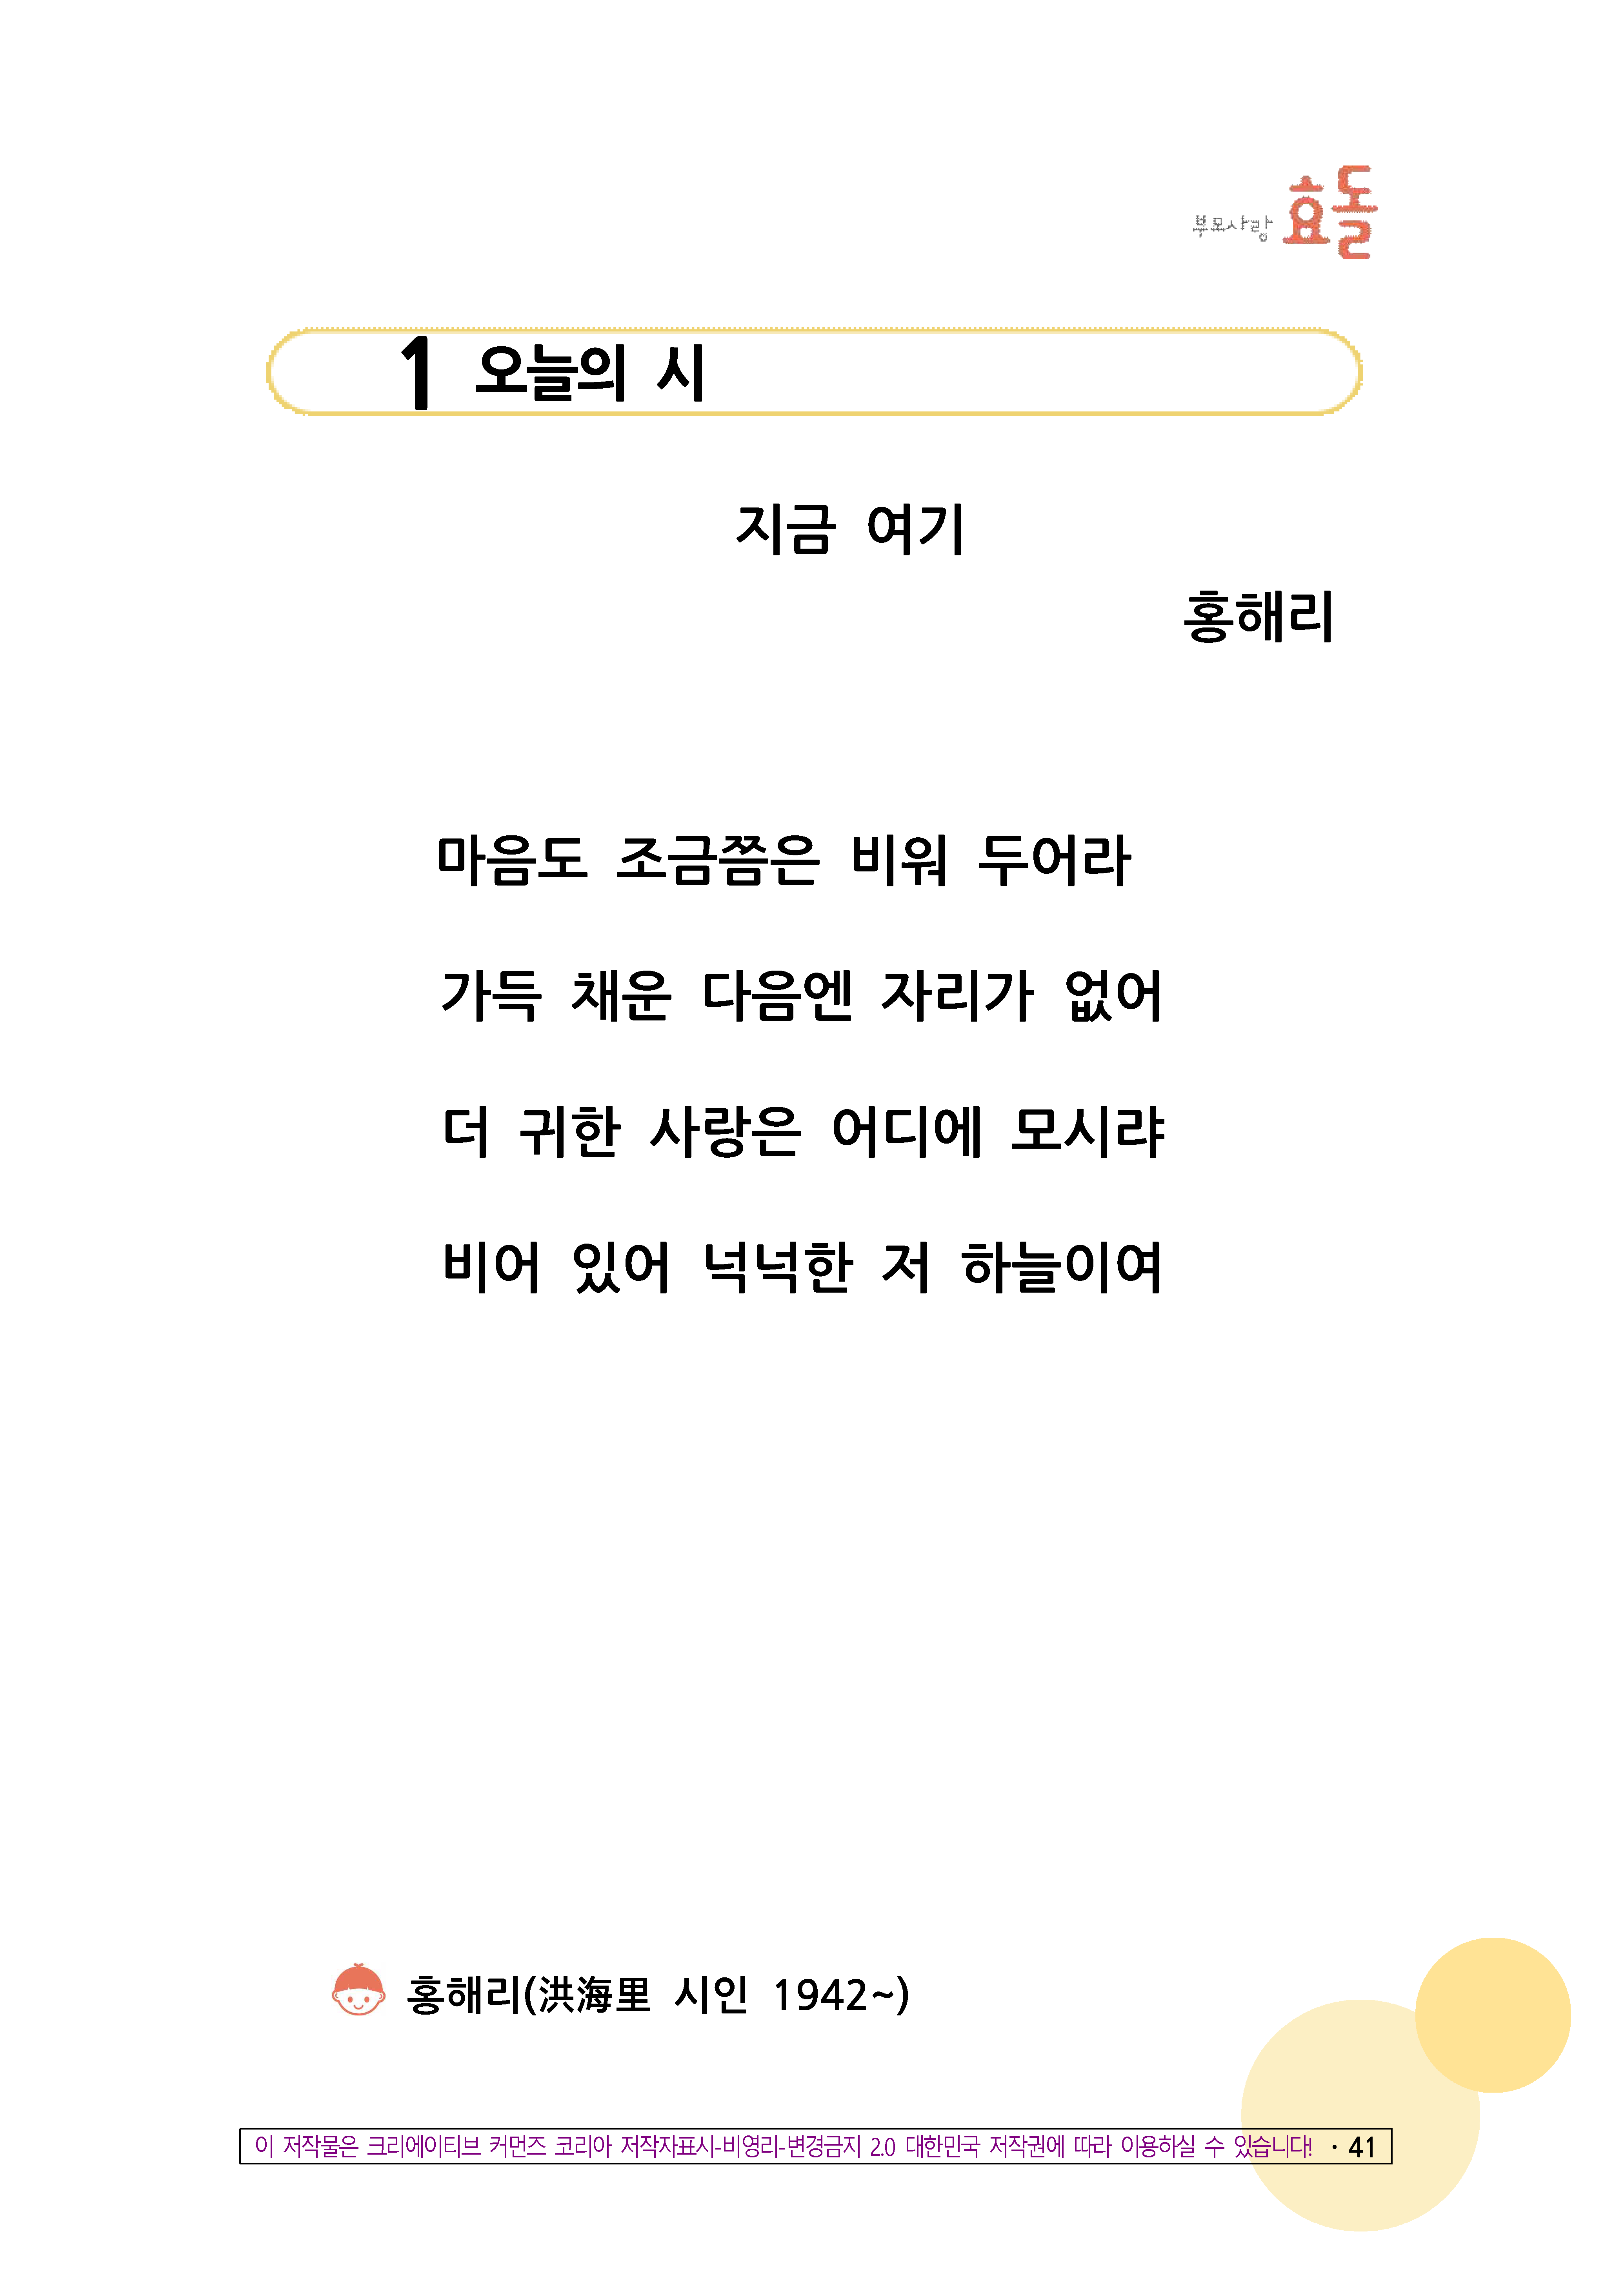 부모사랑 효돌
1 오늘의 시
지금 여기
홍해리
마음도 조금쯤은 비워 두어라
가득 채운 다음엔 자리가 없어
더 귀한 사랑은 어디에 모시랴
비어 있어 넉넉한 저 하늘이여
홍해리(洪海里 시인 1942~)
이 저작물은 크리에이티브 커먼즈 코리아 저작자표시-비영리-변경금지 2.0 대한민국 저작권에 따라 이용하실 수 있습니다! · 41